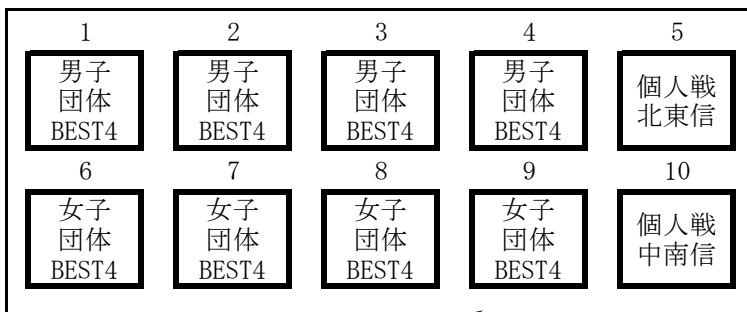 1 2 3 4 5
男子 男子 男子 男子 個人戦
団体 団体 団体 団体 北東信
BEST4 BEST4 BEST4 BEST4
6 7 8 9 10
女子 女子 女子 女子 個人戦
団体 団体 団体 団体 中南信
BEST4 BEST4 BEST4 BEST4